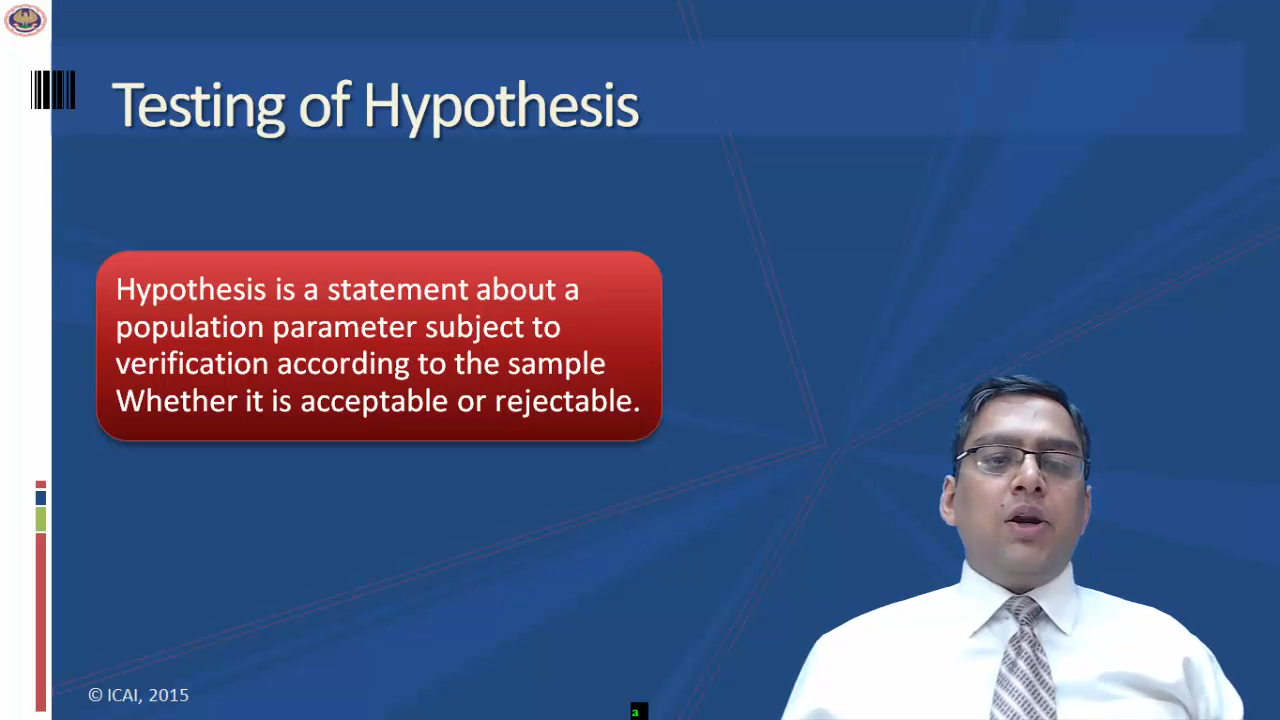 Testing of Hypothesis
Hypothesis is a statement about a
population parameter subject to
verification according to the sample
Whether it is acceptable or rejectable.
© ICAI, 2015
a